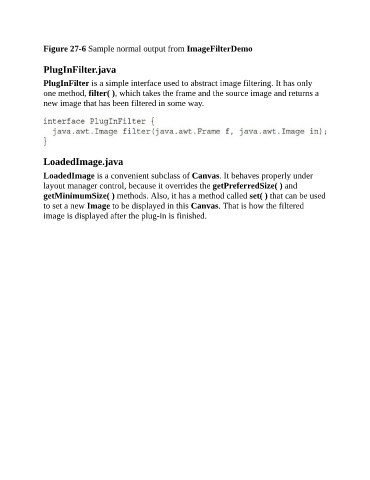 Figure 27-6 Sample normal output from ImageFilterDemo
PlugInFilter.java
PlugInFilter is a simple interface used to abstract image filtering. It has only
one method, filter( ), which takes the frame and the source image and returns a
new image that has been filtered in some way.
interface PlugInFilter {
  java.awt.Image filter(java.awt.Frame f, java.awt.Image in);
}
LoadedImage.java
LoadedImage is a convenient subclass of Canvas. It behaves properly under
layout manager control, because it overrides the getPreferredSize( ) and
getMinimumSize( ) methods. Also, it has a method called set( ) that can be used
to set a new Image to be displayed in this Canvas. That is how the filtered
image is displayed after the plug-in is finished.